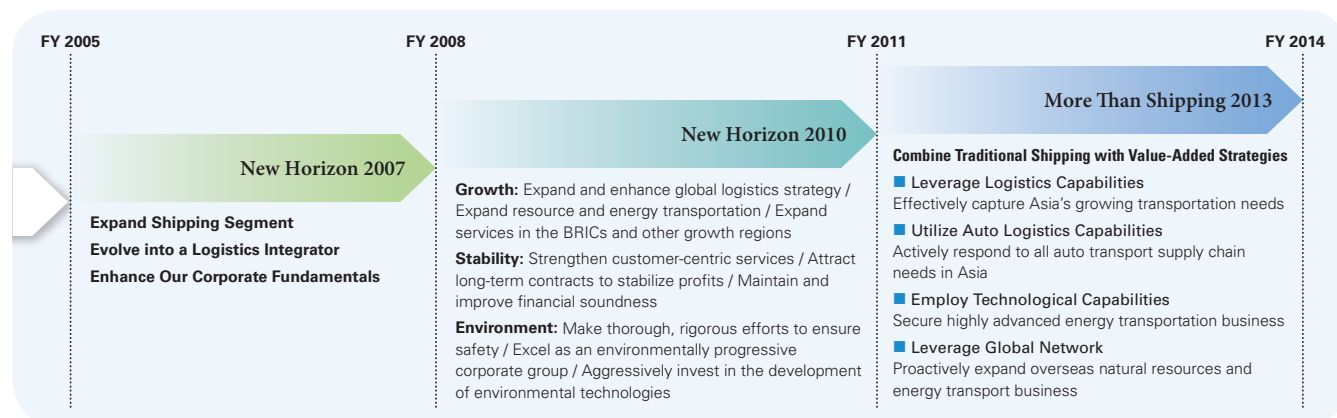 FY 2005
FY 2008
FY 2011
FY 2014
New Horizon 2007
Expand Shipping Segment
Evolve into a Logistics Integrator
Enhance Our Corporate Fundamentals
New Horizon 2010
Growth: Expand and enhance global logistics strategy /
Expand resource and energy transportation / Expand
services in the BRICs and other growth regions
Stability: Strengthen customer-centric services / Attract
long-term contracts to stabilize profits / Maintain and
improve financial soundness
Environment: Make thorough, rigorous efforts to ensure
safety / Excel as an environmentally progressive
corporate group / Aggressively invest in the development
of environmental technologies
More Than Shipping 2013
Combine Traditional Shipping with Value-Added Strategies
■ Leverage Logistics Capabilities
Effectively capture Asia's growing transportation needs
■ Utilize Auto Logistics Capabilities
Actively respond to all auto transport supply chain
needs in Asia
■ Employ Technological Capabilities
Secure highly advanced energy transportation business
■ Leverage Global Network
Proactively expand overseas natural resources and
energy transport business